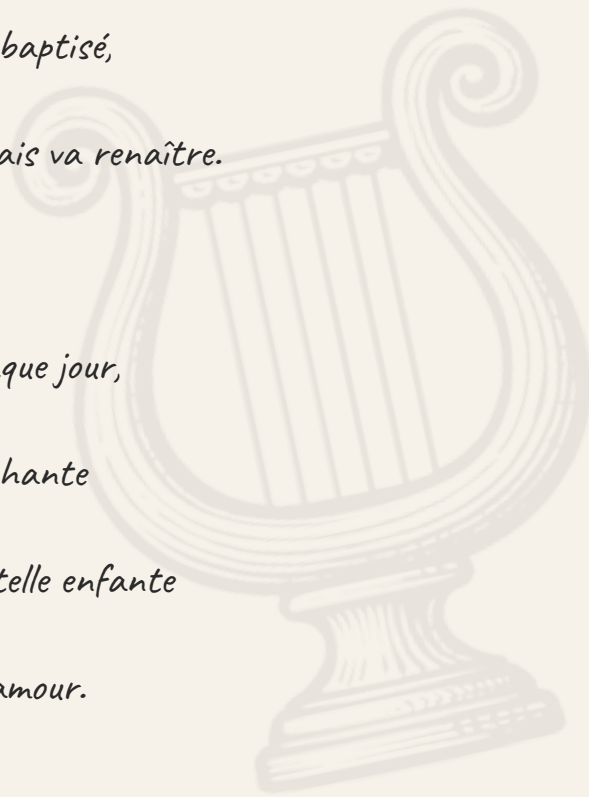 baptisé,
ais va renaître.
que jour,
hante
telle enfante
amour.